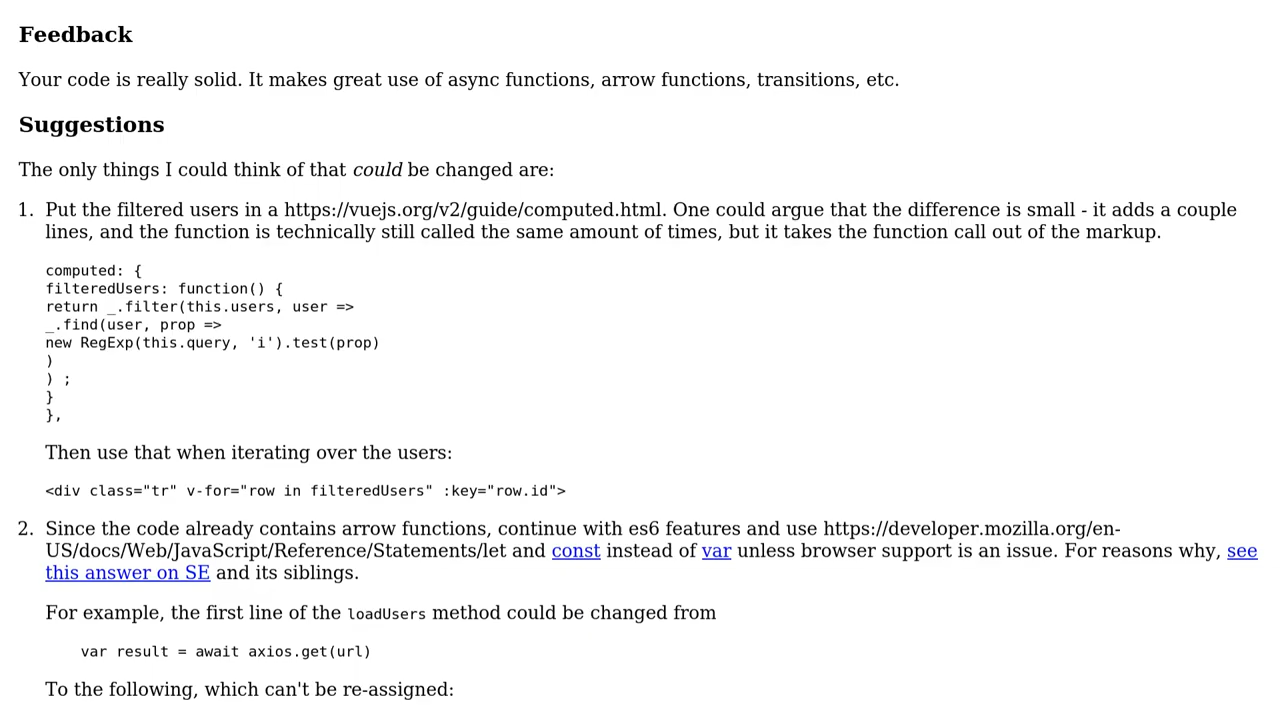 Feedback
Your code is really solid. It makes great use of async functions, arrow functions, transitions, etc.
Suggestions
The only things I could think of that could be changed are:
1. Put the filtered users in a https://vuejs.org/v2/guide/computed.html. One could argue that the difference is small - it adds a couple
lines, and the function is technically still called the same amount of times, but it takes the function call out of the markup.
computed: {
filteredUsers: function() {
return _.filter(this.users, user =>
_.find(user, prop =>
new RegExp(this.query, 'i').test(prop)
)
) ;
}
},
Then use that when iterating over the users:
<div class="tr" v-for="row in filteredUsers" :key="row.id">
2. Since the code already contains arrow functions, continue with es6 features and use https://developer.mozilla.org/en-
US/docs/Web/JavaScript/Reference/Statements/let and const instead of var unless browser support is an issue. For reasons why, see
this answer on SE and its siblings.
For example, the first line of the loadUsers method could be changed from
var result = await axios.get(url)
To the following, which can't be re-assigned: